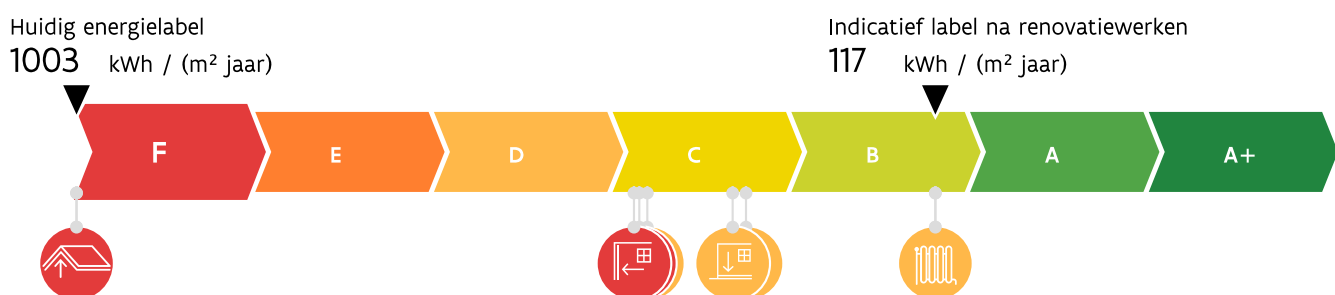 Huidig energielabel
1003 kWh / (m² jaar)
Indicatief label na renovatiewerken
117 kWh / (m² jaar)
F E D C B A A+